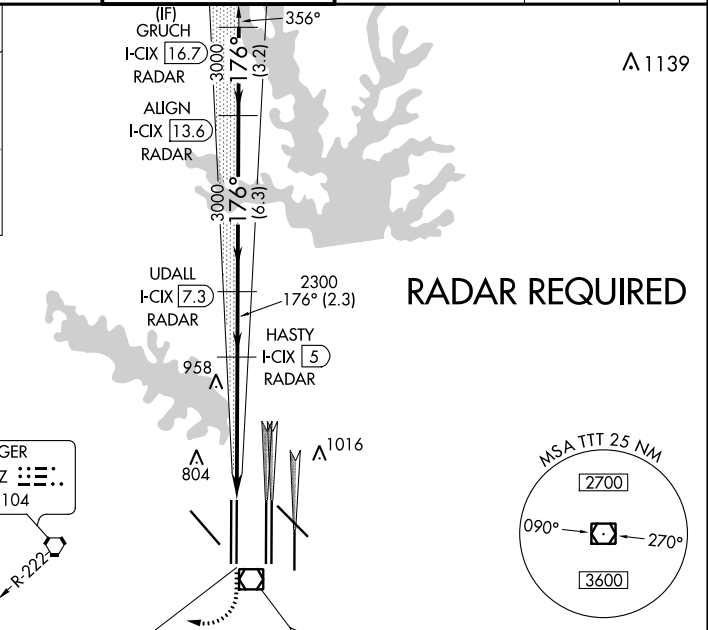 (IF)
GRUCH
I-CIX 16.7
RADAR
356°
3000
176°
(3.2)
1139
ALIGN
I-CIX 13.6
RADAR
3000
176°
(6.3)
UDALL
I-CIX 7.3
RADAR
2300
176° (2.3)
RADAR REQUIRED
HASTY
I-CIX 5
RADAR
958
804
1016
GER
Z
104
R-222
MSA TTT 25 NM
2700
090°
270°
3600